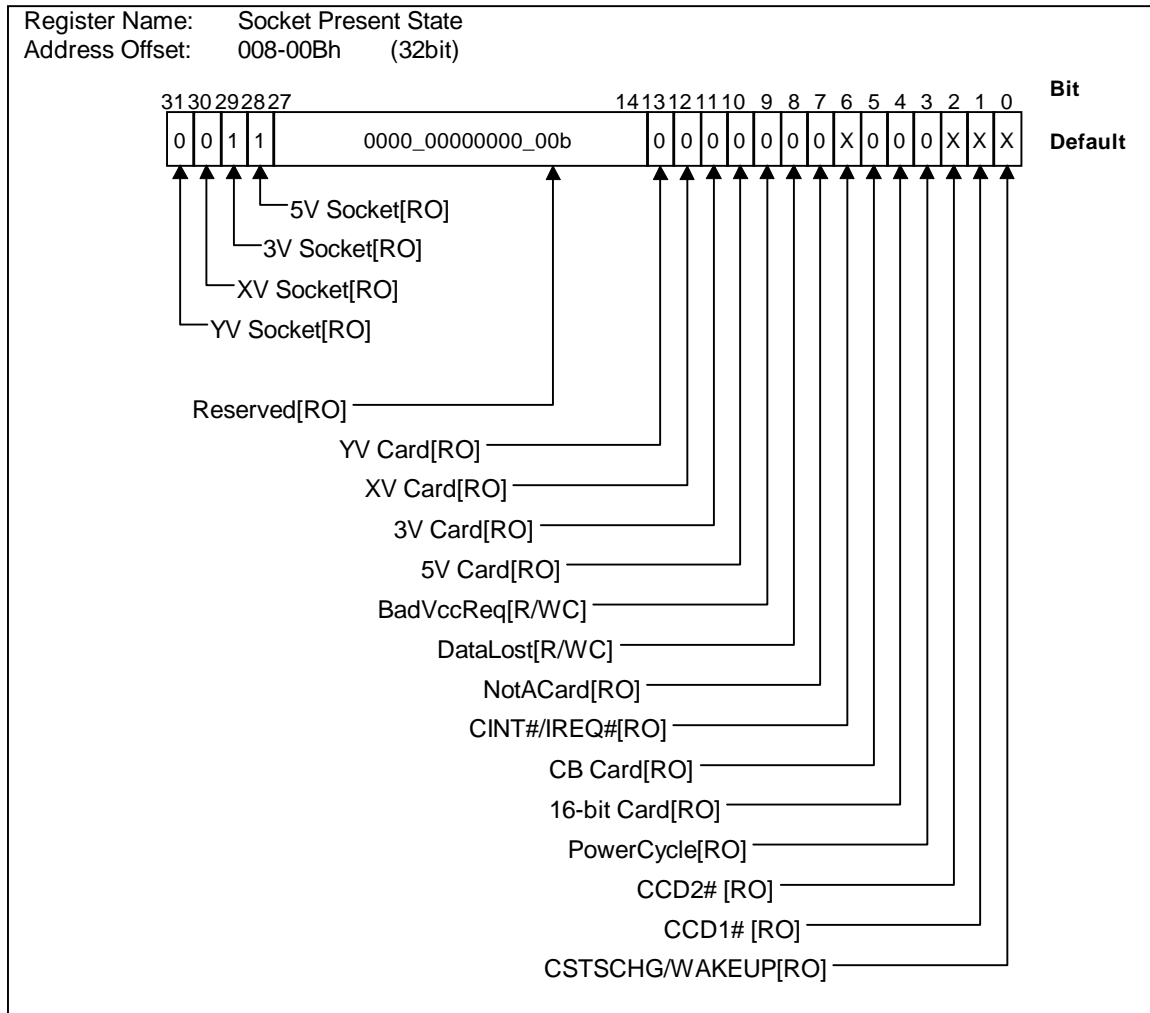 Register Name: Socket Present State
Address Offset: 008-00Bh (32bit)
Bit
31 30 29 28 27 14 13 12 11 10 9 8 7 6 5 4 3 2 1 0
0 0 1 1 0000_00000000_00b 0 0 0 0 0 0 0 X 0 0 0 X X X Default
5V Socket[RO]
3V Socket[RO]
XV Socket[RO]
YV Socket[RO]
Reserved[RO]
YV Card[RO]
XV Card[RO]
3V Card[RO]
5V Card[RO]
BadVccReq[R/WC]
DataLost[R/WC]
NotACard[RO]
CINT#/IREQ#[RO]
CB Card[RO]
16-bit Card[RO]
PowerCycle[RO]
CCD2# [RO]
CCD1# [RO]
CSTSCHG/WAKEUP[RO]